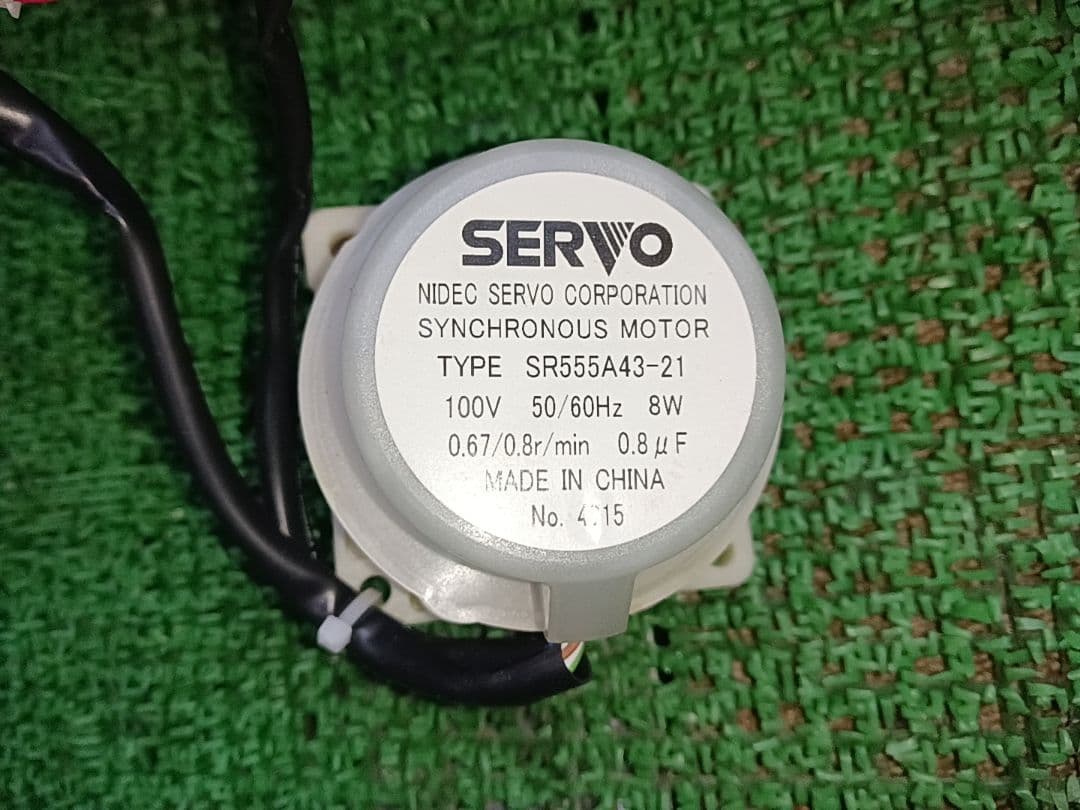 SERVO
NIDEC SERVO CORPORATION
SYNCHRONOUS MOTOR
TYPE SR555A43-21
100V 50/60Hz 8W
0.67/0.8r/min 0.8μF
MADE IN CHINA
No.